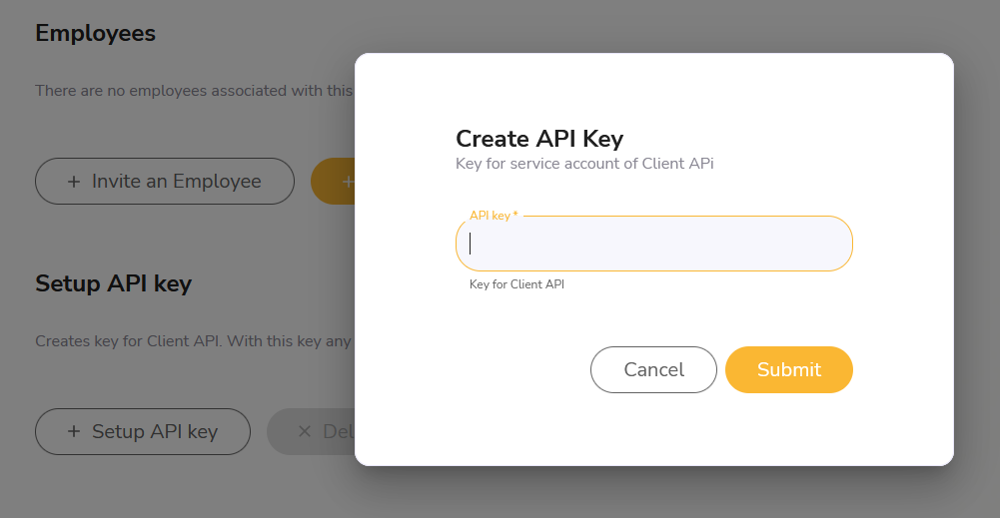 Employees
There are no employees associated with this
+ Invite an Employee
+
Setup API key
Creates key for Client API. With this key any
+ Setup API key
× Del
Create API Key
Key for service account of Client APi
API key *
Key for Client API
Cancel
Submit